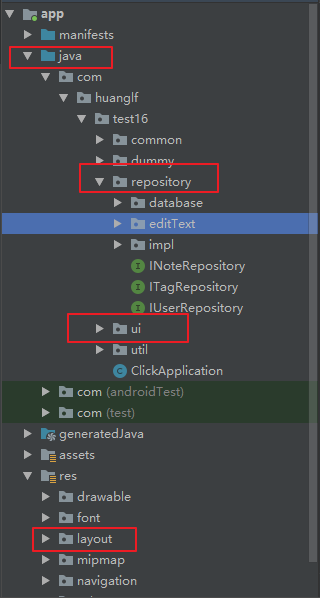 app
manifests
java
com
huanglf
test16
common
dummy
repository
database
editText
impl
INoteRepository
ITagRepository
IUserRepository
ui
util
ClickApplication
com (androidTest)
com (test)
generatedJava
assets
res
drawable
font
layout
mipmap
navigation